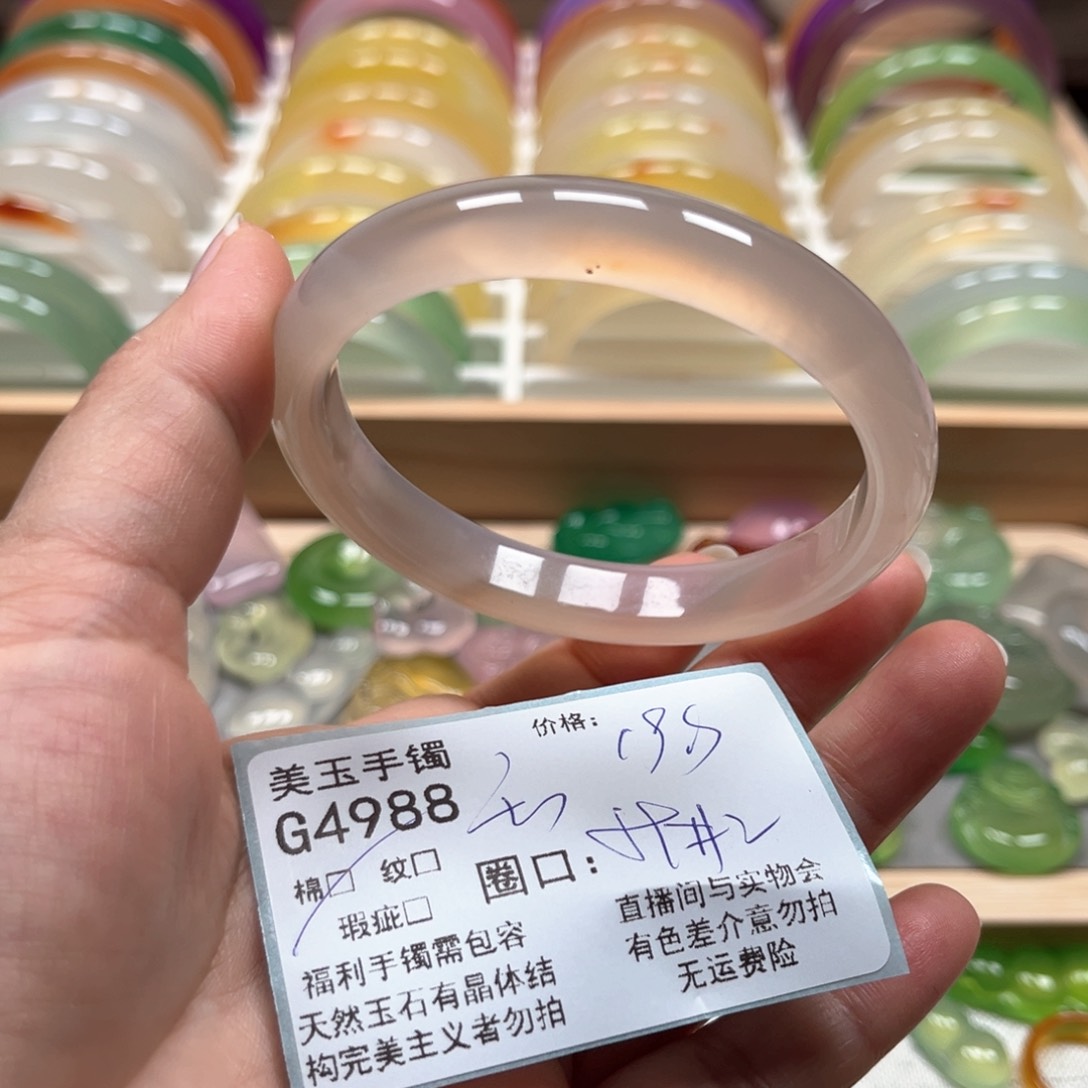 价格: 198
美玉手镯
G4988
棉□ 纹□ 圈口:
瑕疵□
福利手镯需包容
天然玉石有晶体结
构完美主义者勿拍
直播间与实物会
有色差介意勿拍
无运费险